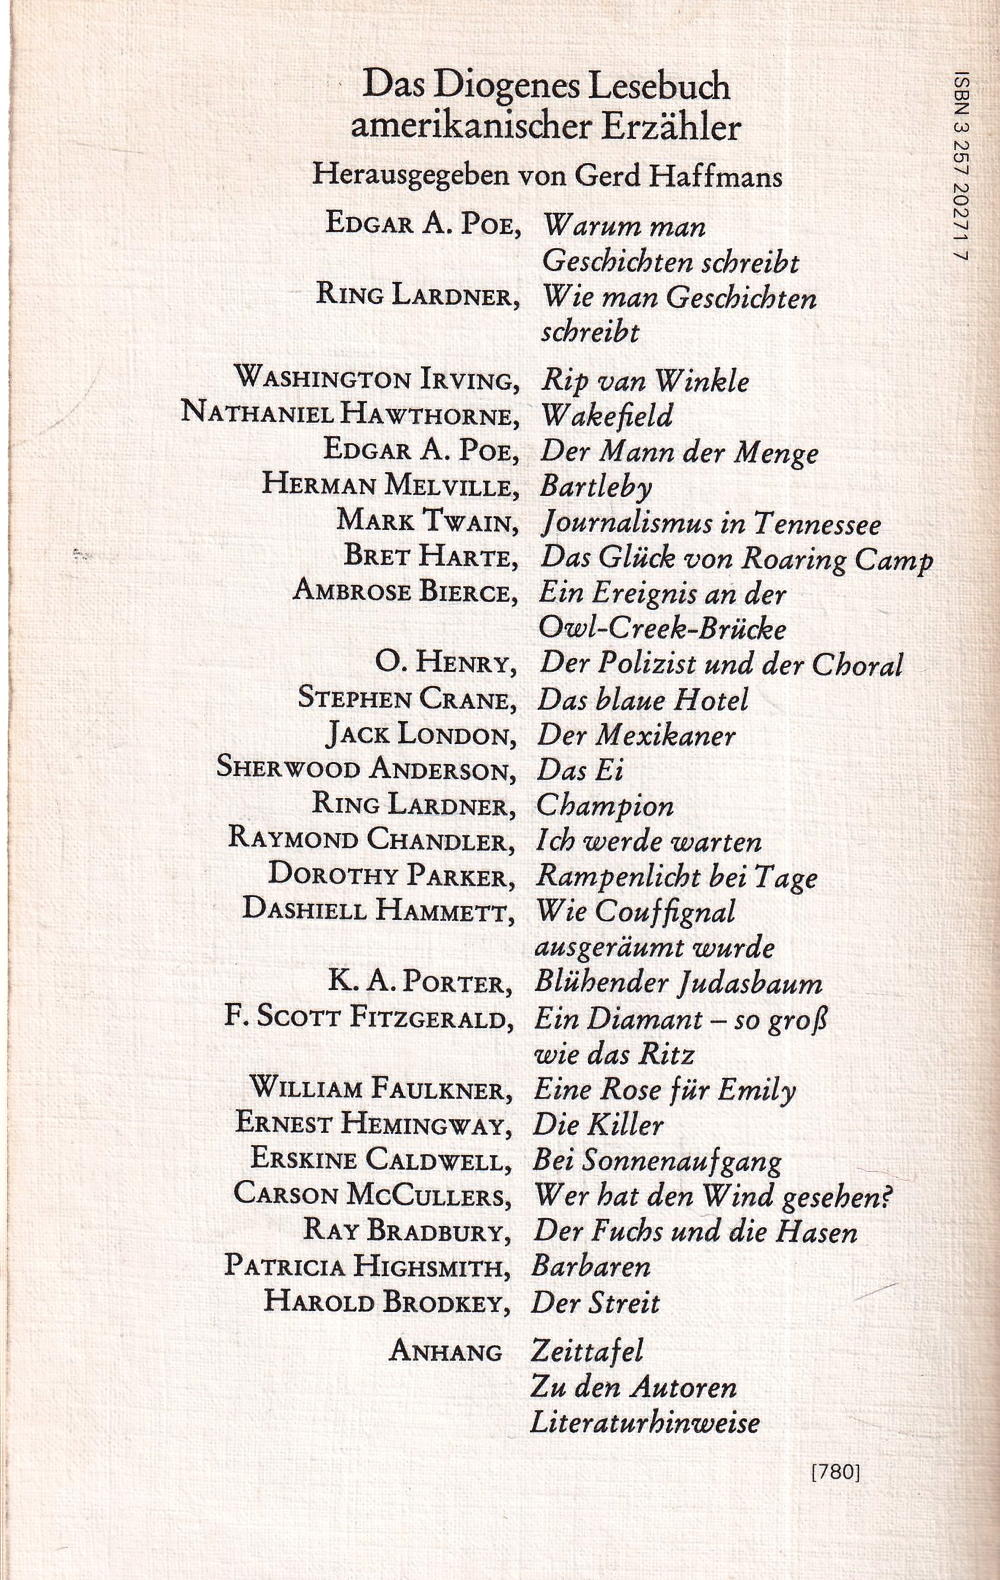 Das Diogenes Lesebuch
amerikanischer Erzähler
Herausgegeben von Gerd Haffmans
EDGAR A. POE, Warum man
Geschichten schreibt
RING LARDNER, Wie man Geschichten
schreibt
WASHINGTON IRVING, Rip van Winkle
NATHANIEL HAWTHORNE, Wakefield
EDGAR A. POE, Der Mann der Menge
HERMAN MELVILLE, Bartleby
MARK TWAIN, Journalismus in Tennessee
BRET HARTE, Das Glück von Roaring Camp
AMBROSE BIERCE, Ein Ereignis an der
Owl-Creek-Brücke
O. HENRY, Der Polizist und der Choral
STEPHEN CRANE, Das blaue Hotel
JACK LONDON, Der Mexikaner
SHERWOOD ANDERSON, Das Ei
RING LARDNER, Champion
RAYMOND CHANDLER, Ich werde warten
DOROTHY PARKER, Rampenlicht bei Tage
DASHIELL HAMMETT, Wie Couffignal
ausgeräumt wurde
K. A. PORTER, Blühender Judasbaum
F. SCOTT FITZGERALD, Ein Diamant – so groß
wie das Ritz
WILLIAM FAULKNER, Eine Rose für Emily
ERNEST HEMINGWAY, Die Killer
ERSKINE CALDWELL, Bei Sonnenaufgang
CARSON MCCULLERS, Wer hat den Wind gesehen?
RAY BRADBURY, Der Fuchs und die Hasen
PATRICIA HIGHSMITH, Barbaren
HAROLD BRODKEY, Der Streit
ANHANG Zeittafel
Zu den Autoren
Literaturhinweise
[780]
ISBN 3 257 20271 7